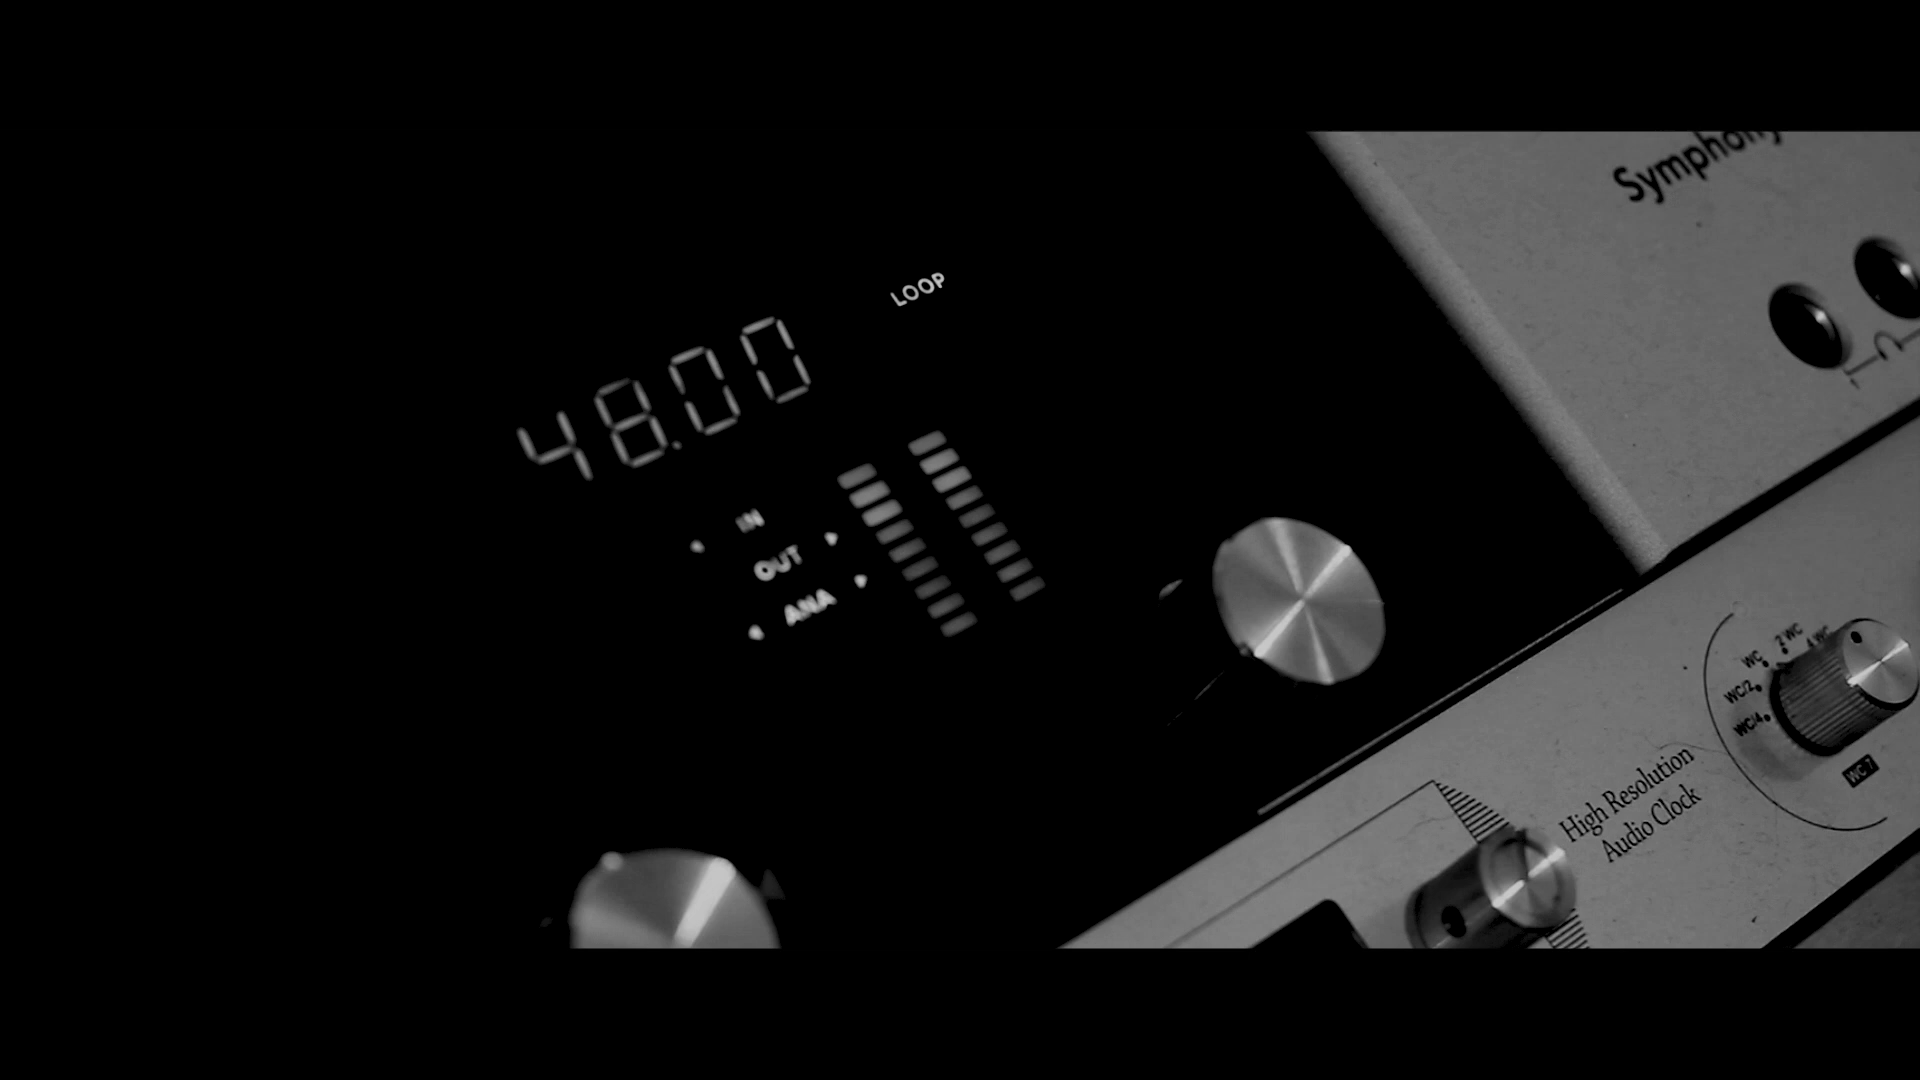 Symphony
LOOP
48.00
IN
OUT
ANA
2 WC
4 WC
WC
WC/2
WC/4
WC
High Resolution
Audio Clock